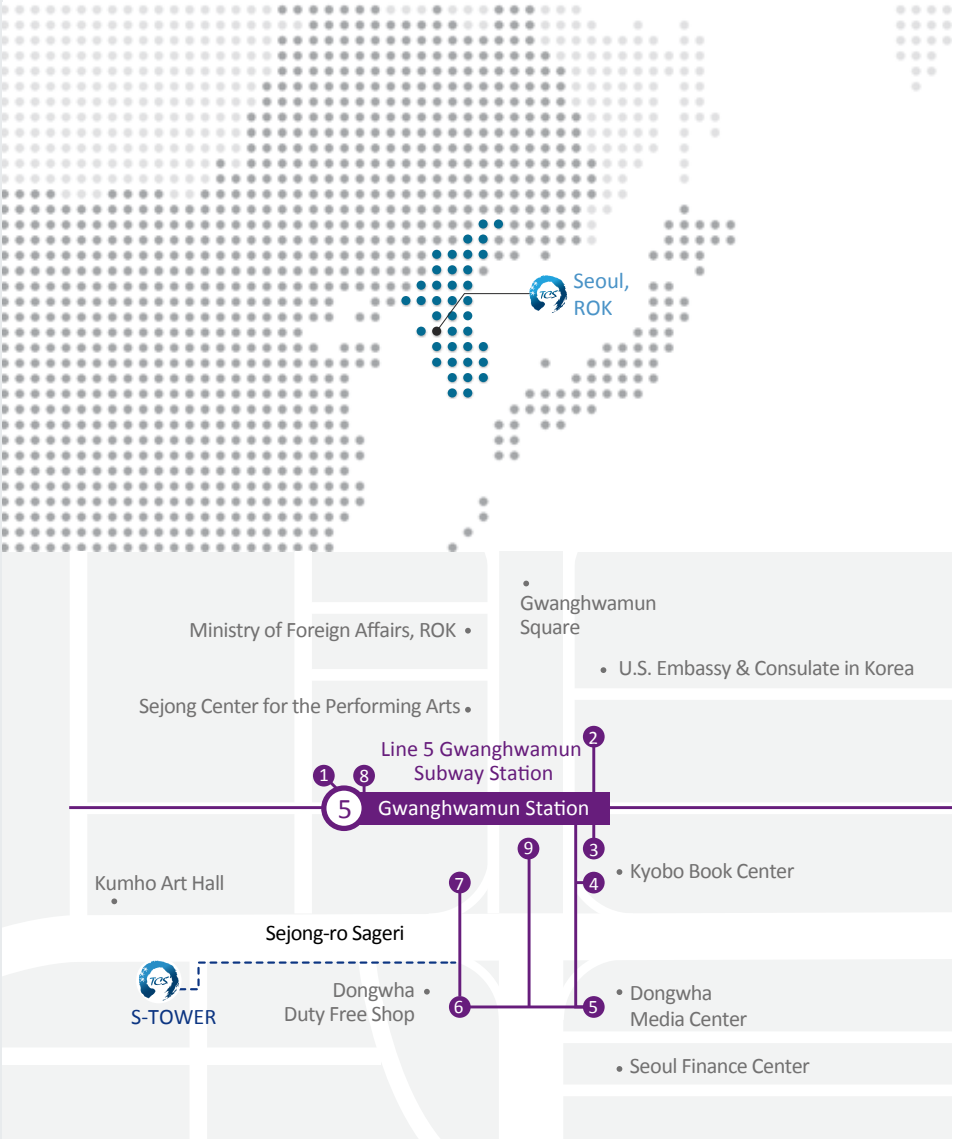 TCS
Seoul,
ROK
Gwanghwamun
Square
Ministry of Foreign Affairs, ROK
U.S. Embassy & Consulate in Korea
Sejong Center for the Performing Arts
2
Line 5 Gwanghwamun
Subway Station
1
8
5
Gwanghwamun Station
9
3
Kyobo Book Center
4
7
Kumho Art Hall
Sejong-ro Sageri
TCS
S-TOWER
Dongwha
Duty Free Shop
6
5
Dongwha
Media Center
Seoul Finance Center